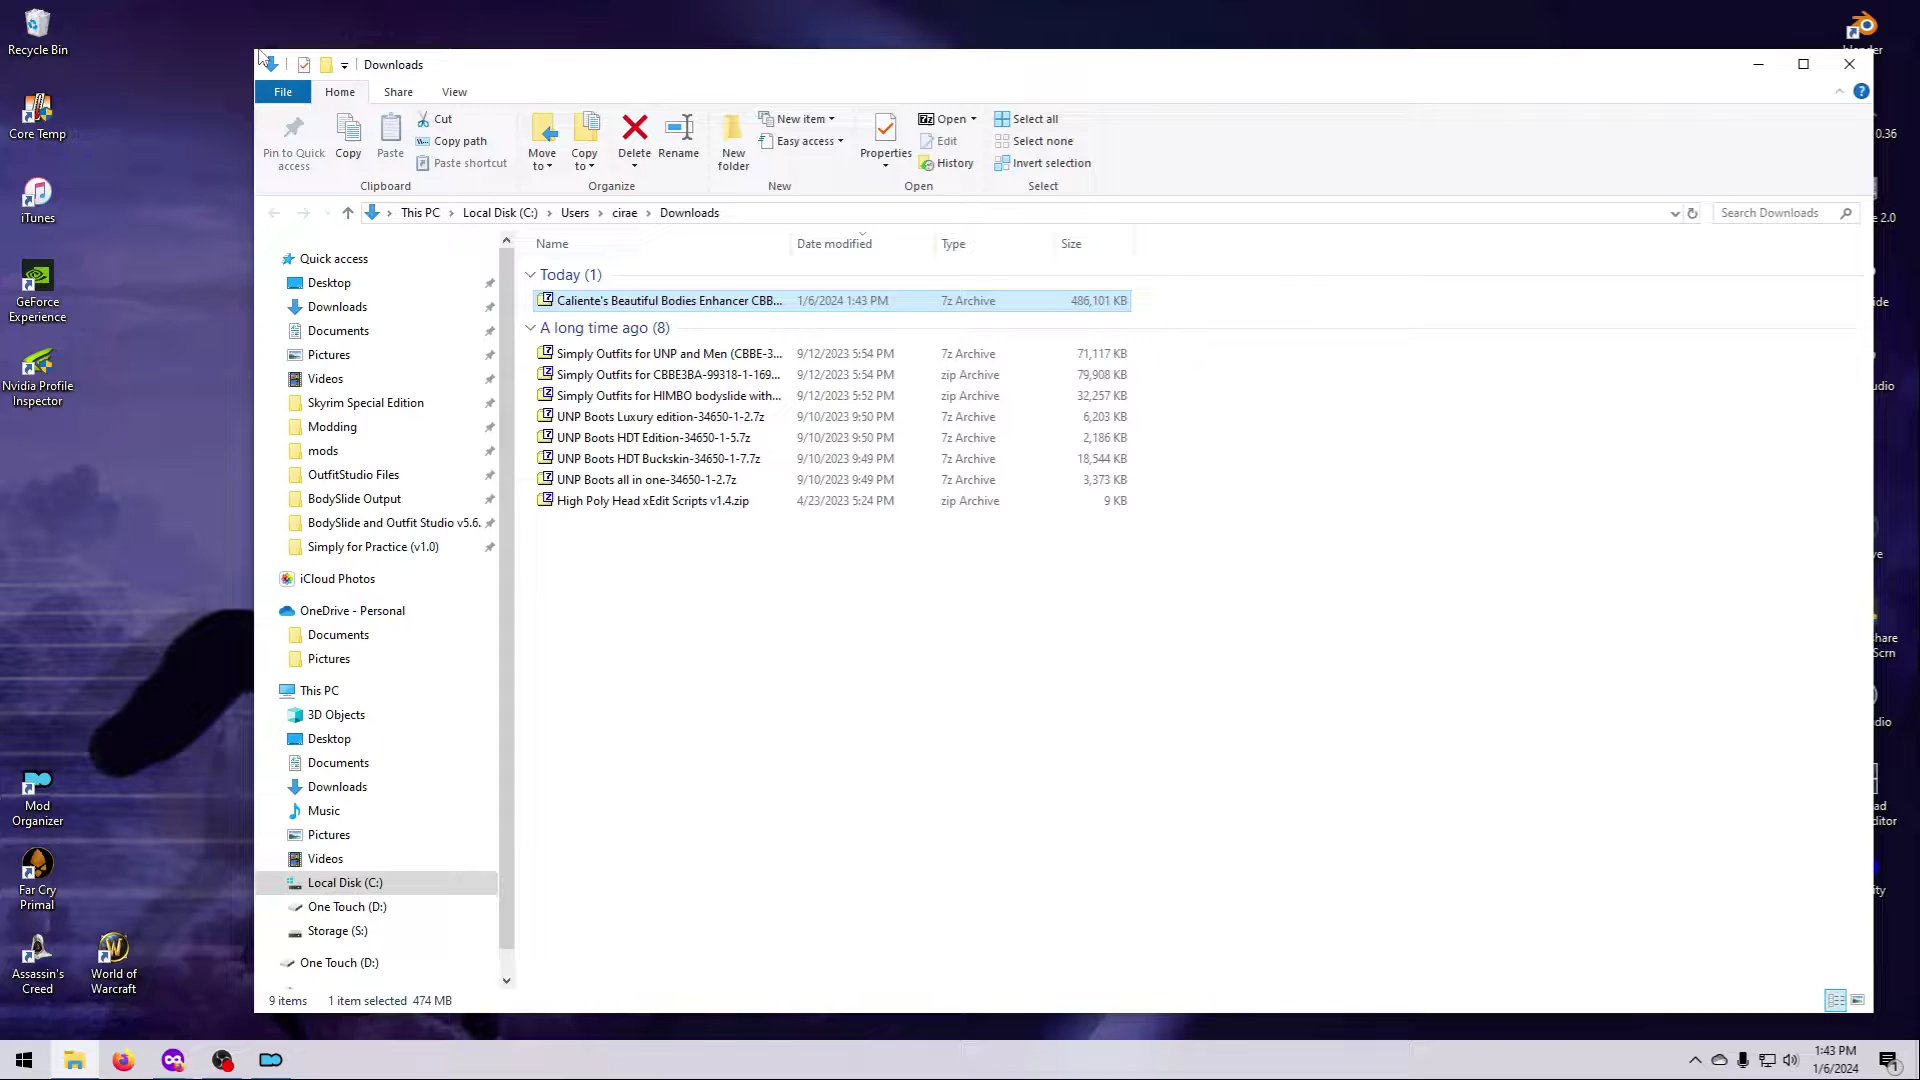 Recycle Bin
Core Temp
iTunes
GeForce
Experience
Nvidia Profile
Inspector
Mod
Organizer
Far Cry
Primal
Assassin's
Creed
World of
Warcraft
Downloads
File
Home
Share
View
Pin to Quick
access
Copy
Paste
Cut
Copy path
Paste shortcut
Clipboard
Move
to
Copy
to
Delete
Rename
Organize
New
folder
New item
Easy access
New
Properties
Open
Edit
History
Open
Select all
Select none
Invert selection
Select
This PC
Local Disk (C:)
Users
cirae
Downloads
Search Downloads
Quick access
Desktop
Downloads
Documents
Pictures
Videos
Skyrim Special Edition
Modding
mods
OutfitStudio Files
BodySlide Output
BodySlide and Outfit Studio v5.6.
Simply for Practice (v1.0)
iCloud Photos
OneDrive - Personal
Documents
Pictures
This PC
3D Objects
Desktop
Documents
Downloads
Music
Pictures
Videos
Local Disk (C:)
One Touch (D:)
Storage (S:)
One Touch (D:)
Name Date modified Type Size
Today (1)
Caliente's Beautiful Bodies Enhancer CBB... 1/6/2024 1:43 PM 7z Archive 486,101 KB
A long time ago (8)
Simply Outfits for UNP and Men (CBBE-3... 9/12/2023 5:54 PM 7z Archive 71,117 KB
Simply Outfits for CBBE3BA-99318-1-169... 9/12/2023 5:54 PM zip Archive 79,908 KB
Simply Outfits for HIMBO bodyslide with... 9/12/2023 5:52 PM zip Archive 32,257 KB
UNP Boots Luxury edition-34650-1-2.7z 9/10/2023 9:50 PM 7z Archive 6,203 KB
UNP Boots HDT Edition-34650-1-5.7z 9/10/2023 9:50 PM 7z Archive 2,186 KB
UNP Boots HDT Buckskin-34650-1-7.7z 9/10/2023 9:49 PM 7z Archive 18,544 KB
UNP Boots all in one-34650-1-2.7z 9/10/2023 9:49 PM 7z Archive 3,373 KB
High Poly Head xEdit Scripts v1.4.zip 4/23/2023 5:24 PM zip Archive 9 KB
9 items 1 item selected 474 MB
0.36
2.0
1:43 PM
1/6/2024